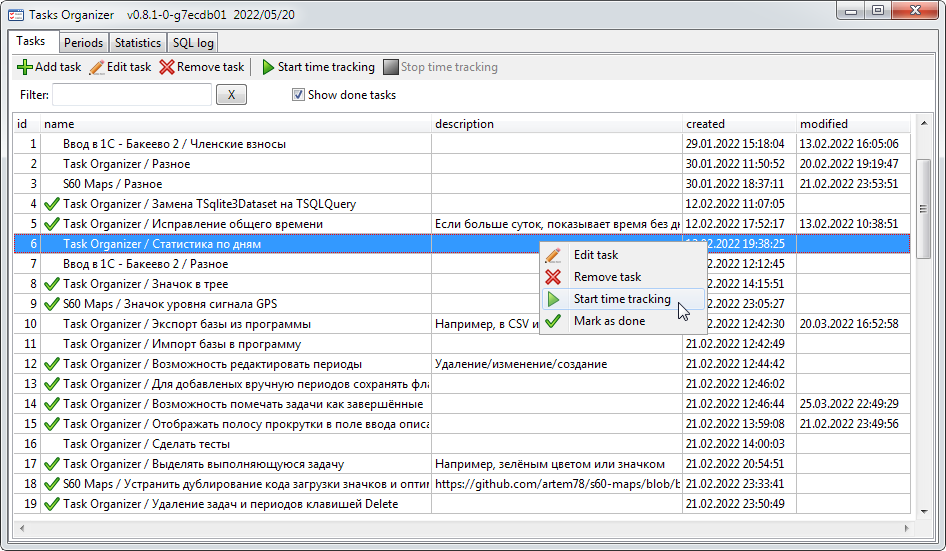 Tasks Organizer v0.8.1-0-g7ecdb01 2022/05/20
Tasks Periods Statistics SQL log
Add task Edit task Remove task Start time tracking Stop time tracking
Filter: X Show done tasks
id name description created modified
1 Ввод в 1С - Бакеево 2 / Членские взносы 29.01.2022 15:18:04 13.02.2022 16:05:06
2 Task Organizer / Разное 30.01.2022 11:50:52 20.02.2022 19:19:47
3 S60 Maps / Разное 30.01.2022 18:37:11 21.02.2022 23:53:51
4 Task Organizer / Замена TSqlite3Dataset на TSQLQuery 12.02.2022 11:07:05
5 Task Organizer / Исправление общего времени Если больше суток, показывает время без дн 12.02.2022 17:52:17 13.02.2022 10:38:51
6 Task Organizer / Статистика по дням .02.2022 19:38:25
7 Ввод в 1С - Бакеево 2 / Разное .02.2022 12:12:45
8 Task Organizer / Значок в трее .02.2022 14:15:51
9 S60 Maps / Значок уровня сигнала GPS .02.2022 23:05:27
10 Task Organizer / Экспорт базы из программы Например, в CSV и .02.2022 12:42:30 20.03.2022 16:52:58
11 Task Organizer / Импорт базы в программу 21.02.2022 12:42:49
12 Task Organizer / Возможность редактировать периоды Удаление/изменение/создание 21.02.2022 12:44:42
13 Task Organizer / Для добавленых вручную периодов сохранять фла 21.02.2022 12:46:02
14 Task Organizer / Возможность помечать задачи как завершённые 21.02.2022 12:46:44 25.03.2022 22:49:29
15 Task Organizer / Отображать полосу прокрутки в поле ввода описа 21.02.2022 13:59:08 21.02.2022 23:49:56
16 Task Organizer / Сделать тесты 21.02.2022 14:00:03
17 Task Organizer / Выделять выполняющуюся задачу Например, зелёным цветом или значком 21.02.2022 20:54:51
18 S60 Maps / Устранить дублирование кода загрузки значков и оптим https://github.com/artem78/s60-maps/blob/b 21.02.2022 23:33:41
19 Task Organizer / Удаление задач и периодов клавишей Delete 21.02.2022 23:50:49
Edit task
Remove task
Start time tracking
Mark as done